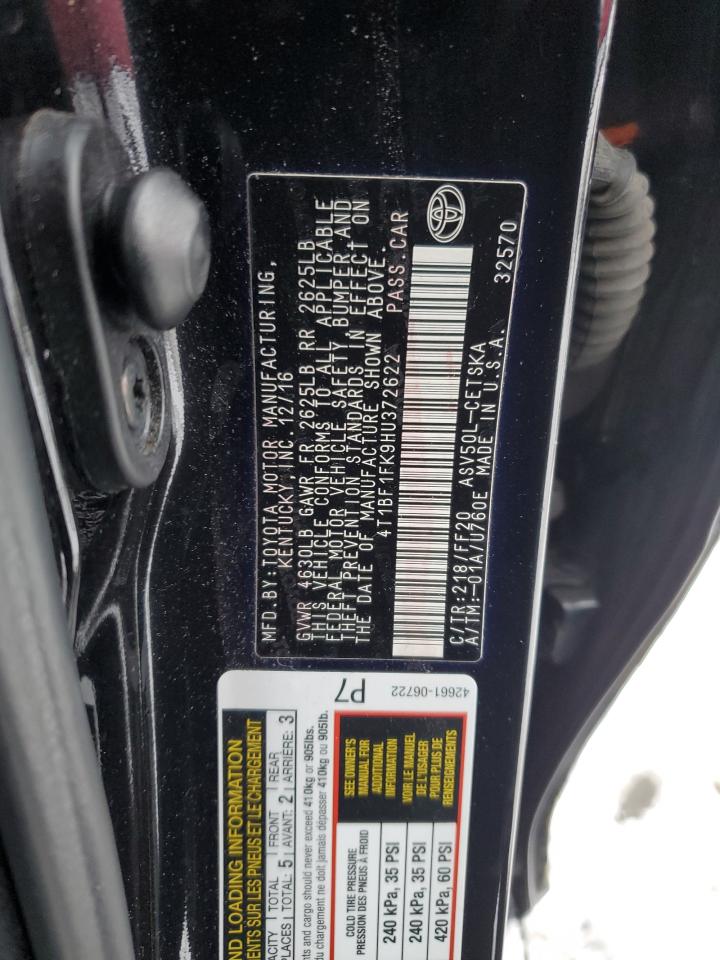 MFD.BY:TOYOTA MOTOR MANUFACTURING,
KENTUCKY,INC.12/16
GVWR 4630LB GAWR FR 2625LB RR 2625LB
THIS VEHICLE CONFORMS TO ALL APPLICABLE
FEDERAL MOTOR VEHICLE SAFETY, BUMPER AND
THEFT PREVENTION STANDARDS IN EFFECT ON
THE DATE OF MANUFACTURE SHOWN ABOVE.
4T1BF1FK9HU372622 PASS.CAR
C/TR:218/FF20 ASV50L-CETSKA 32570
A/TM:-01A/U760E MADE IN U.S.A.
P7
42661-06722
ND LOADING INFORMATION
ENTS SUR LES PNEUS ET LE CHARGEMENT
ACITY TOTAL FRONT REAR
PLACES TOTAL: 5 AVANT: 2 ARRIÈRE: 3
nts and cargo should never exceed 410kg or 905lbs.
u chargement ne doit jamais dépasser 410kg ou 905lb.
COLD TIRE PRESSURE
PRESSION DES PNEUS À FROID
240 kPa, 35 PSI
240 kPa, 35 PSI
420 kPa, 60 PSI
SEE OWNER'S
MANUAL FOR
ADDITIONAL
INFORMATION
VOIR LE MANUEL
DE L'USAGER
POUR PLUS DE
RENSEIGNEMENTS